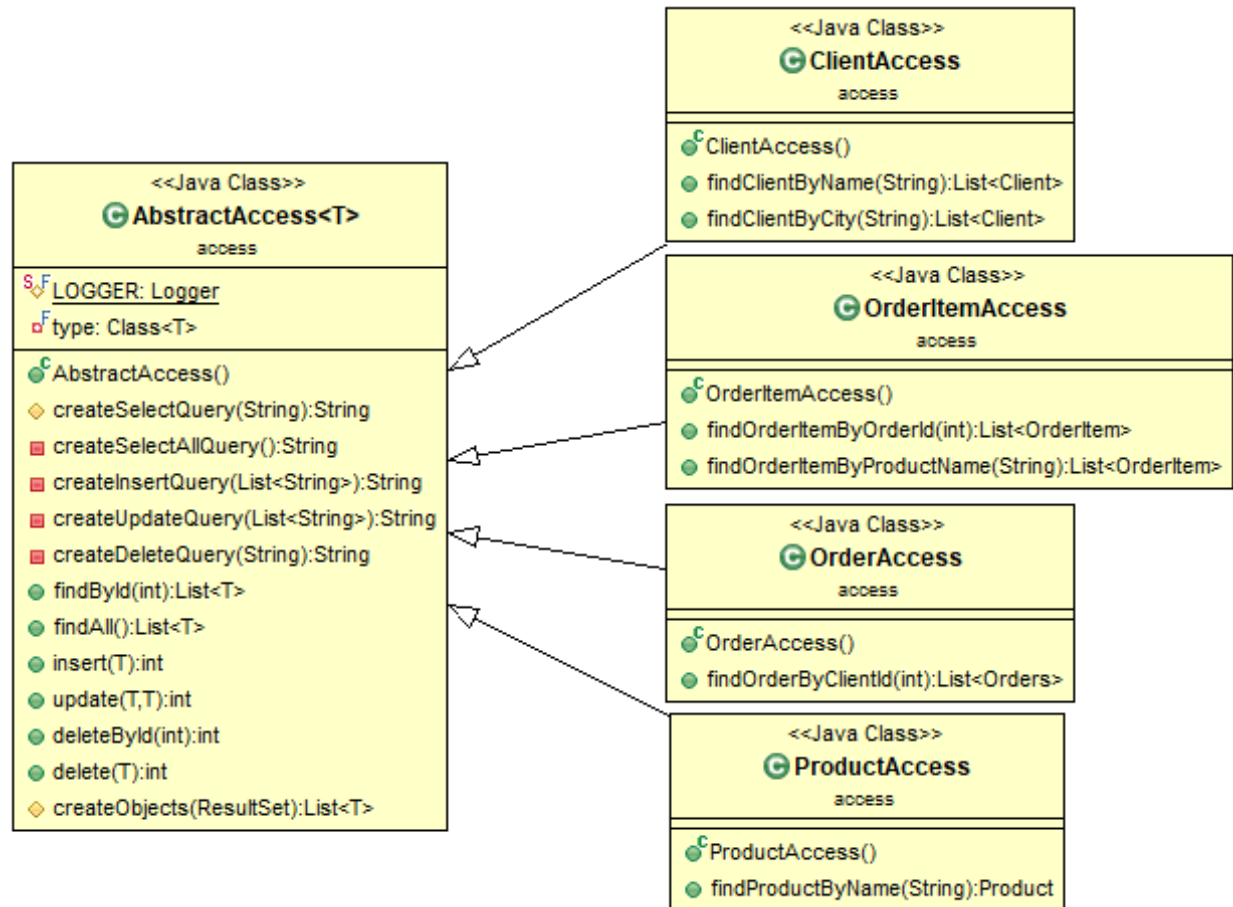 <<Java Class>>
AbstractAccess<T>
access
LOGGER: Logger
type: Class<T>
AbstractAccess()
createSelectQuery(String):String
createSelectAllQuery():String
createInsertQuery(List<String>):String
createUpdateQuery(List<String>):String
createDeleteQuery(String):String
findById(int):List<T>
findAll():List<T>
insert(T):int
update(T,T):int
deleteById(int):int
delete(T):int
createObjects(ResultSet):List<T>
<<Java Class>>
ClientAccess
access
ClientAccess()
findClientByName(String):List<Client>
findClientByCity(String):List<Client>
<<Java Class>>
OrderItemAccess
access
OrderItemAccess()
findOrderItemByOrderId(int):List<OrderItem>
findOrderItemByProductName(String):List<OrderItem>
<<Java Class>>
OrderAccess
access
OrderAccess()
findOrderByClientId(int):List<Orders>
<<Java Class>>
ProductAccess
access
ProductAccess()
findProductByName(String):Product